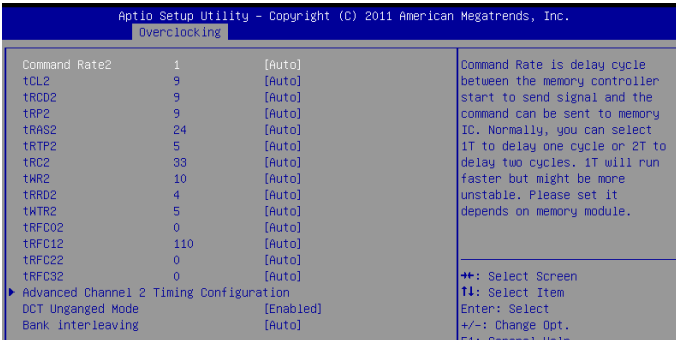 Aptio Setup Utility – Copyright (C) 2011 American Megatrends, Inc.
Overclocking
Command Rate2 1 [Auto]
tCL2 9 [Auto]
tRCD2 9 [Auto]
tRP2 9 [Auto]
tRAS2 24 [Auto]
tRTP2 5 [Auto]
tRC2 33 [Auto]
tWR2 10 [Auto]
tRRD2 4 [Auto]
tWTR2 5 [Auto]
tRFC02 0 [Auto]
tRFC12 110 [Auto]
tRFC22 0 [Auto]
tRFC32 0 [Auto]
Advanced Channel 2 Timing Configuration
DCT Unganged Mode [Enabled]
Bank interleaving [Auto]
Command Rate is delay cycle
between the memory controller
start to send signal and the
command can be sent to memory
IC. Normally, you can select
1T to delay one cycle or 2T to
delay two cycles. 1T will run
faster but might be more
unstable. Please set it
depends on memory module.
→←: Select Screen
↑↓: Select Item
Enter: Select
+/-: Change Opt.
F1: General Help